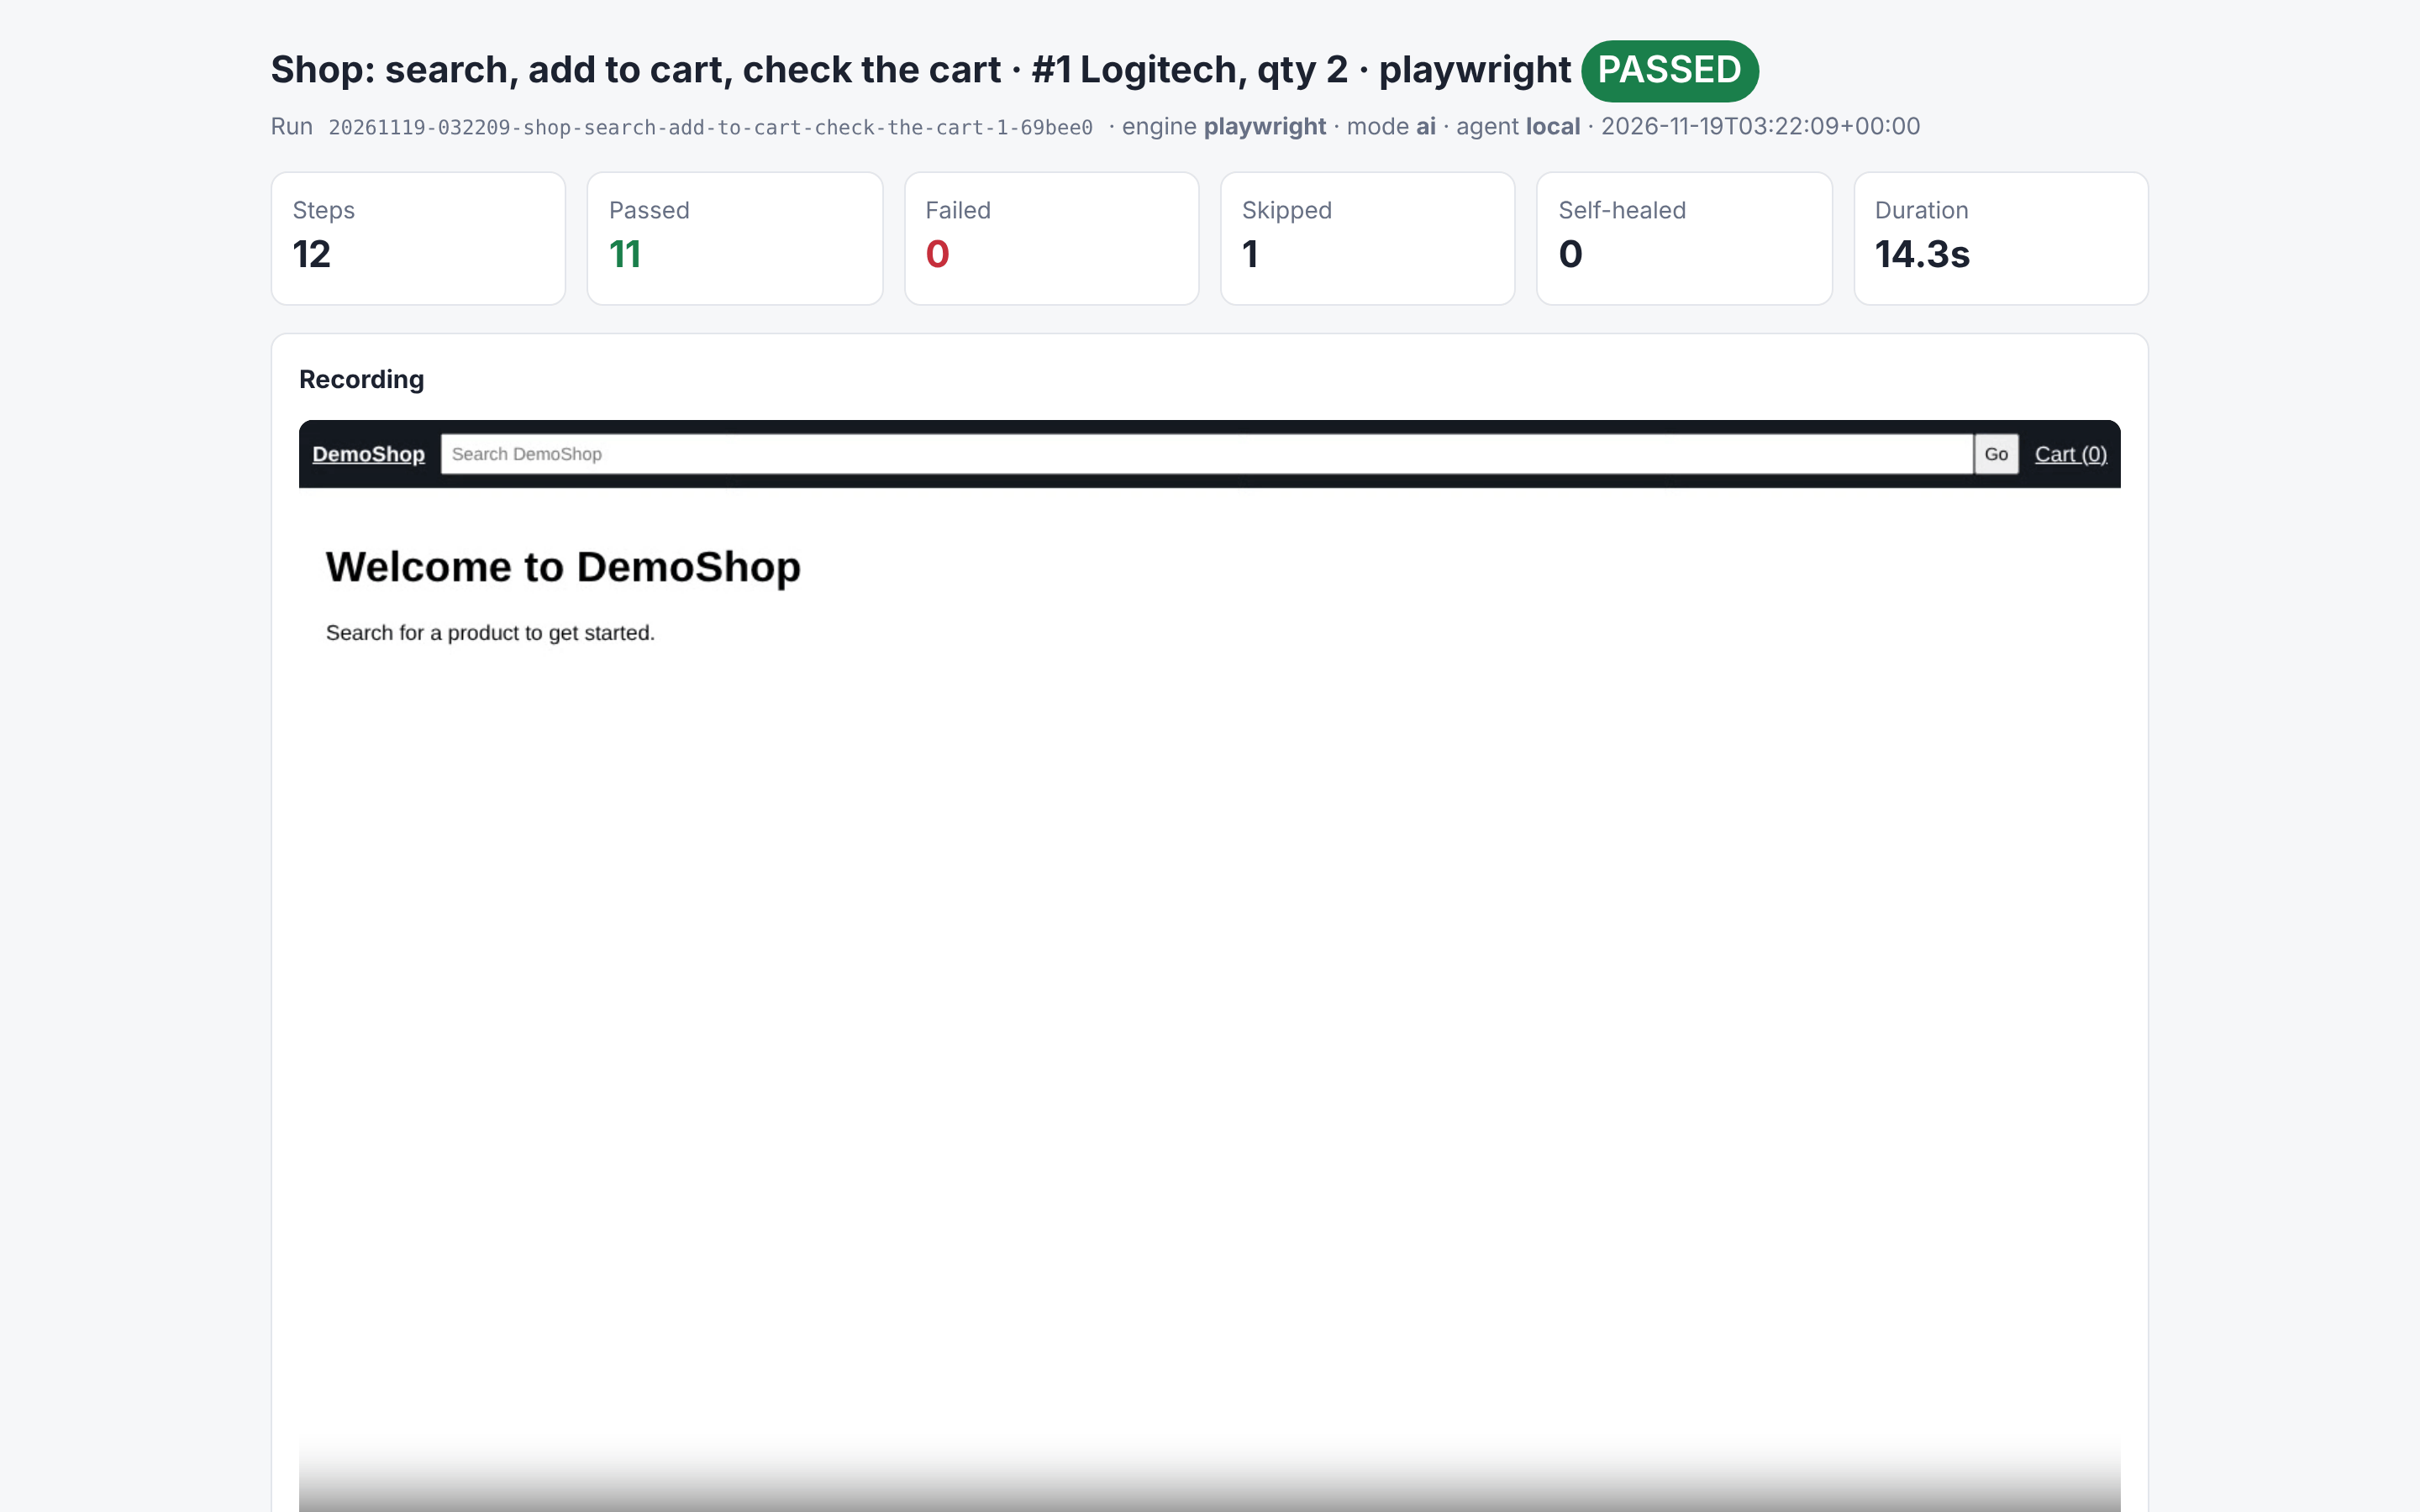 Shop: search, add to cart, check the cart · #1 Logitech, qty 2 · playwright PASSED
Run 20261119-032209-shop-search-add-to-cart-check-the-cart-1-69bee0 · engine playwright · mode ai · agent local · 2026-11-19T03:22:09+00:00
Steps Passed Failed Skipped Self-healed Duration
12 11 0 1 0 14.3s
Recording
DemoShop Search DemoShop Go Cart (0)
Welcome to DemoShop
Search for a product to get started.